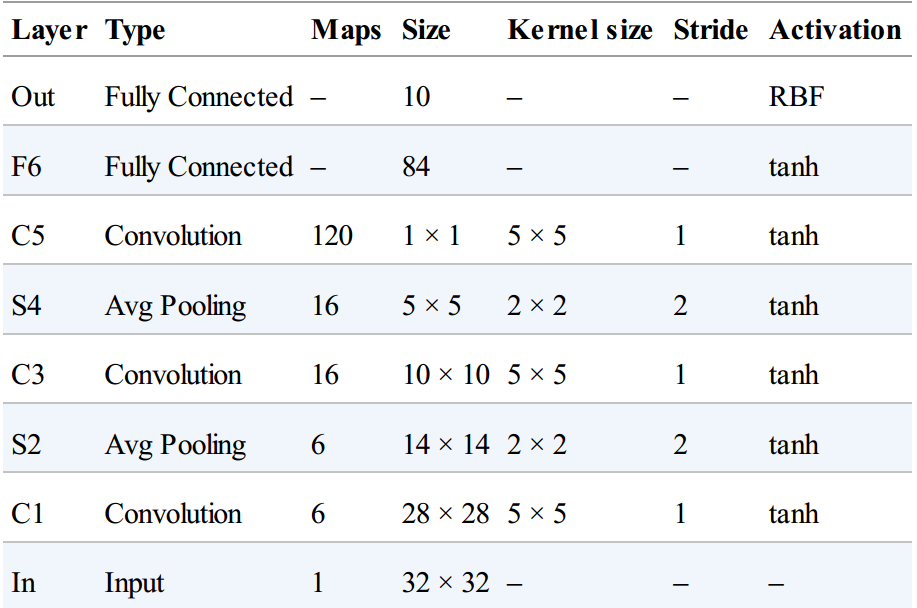 Layer Type Maps Size Kernel size Stride Activation
Out Fully Connected – 10 – – RBF
F6 Fully Connected – 84 – – tanh
C5 Convolution 120 1 × 1 5 × 5 1 tanh
S4 Avg Pooling 16 5 × 5 2 × 2 2 tanh
C3 Convolution 16 10 × 10 5 × 5 1 tanh
S2 Avg Pooling 6 14 × 14 2 × 2 2 tanh
C1 Convolution 6 28 × 28 5 × 5 1 tanh
In Input 1 32 × 32 – – –